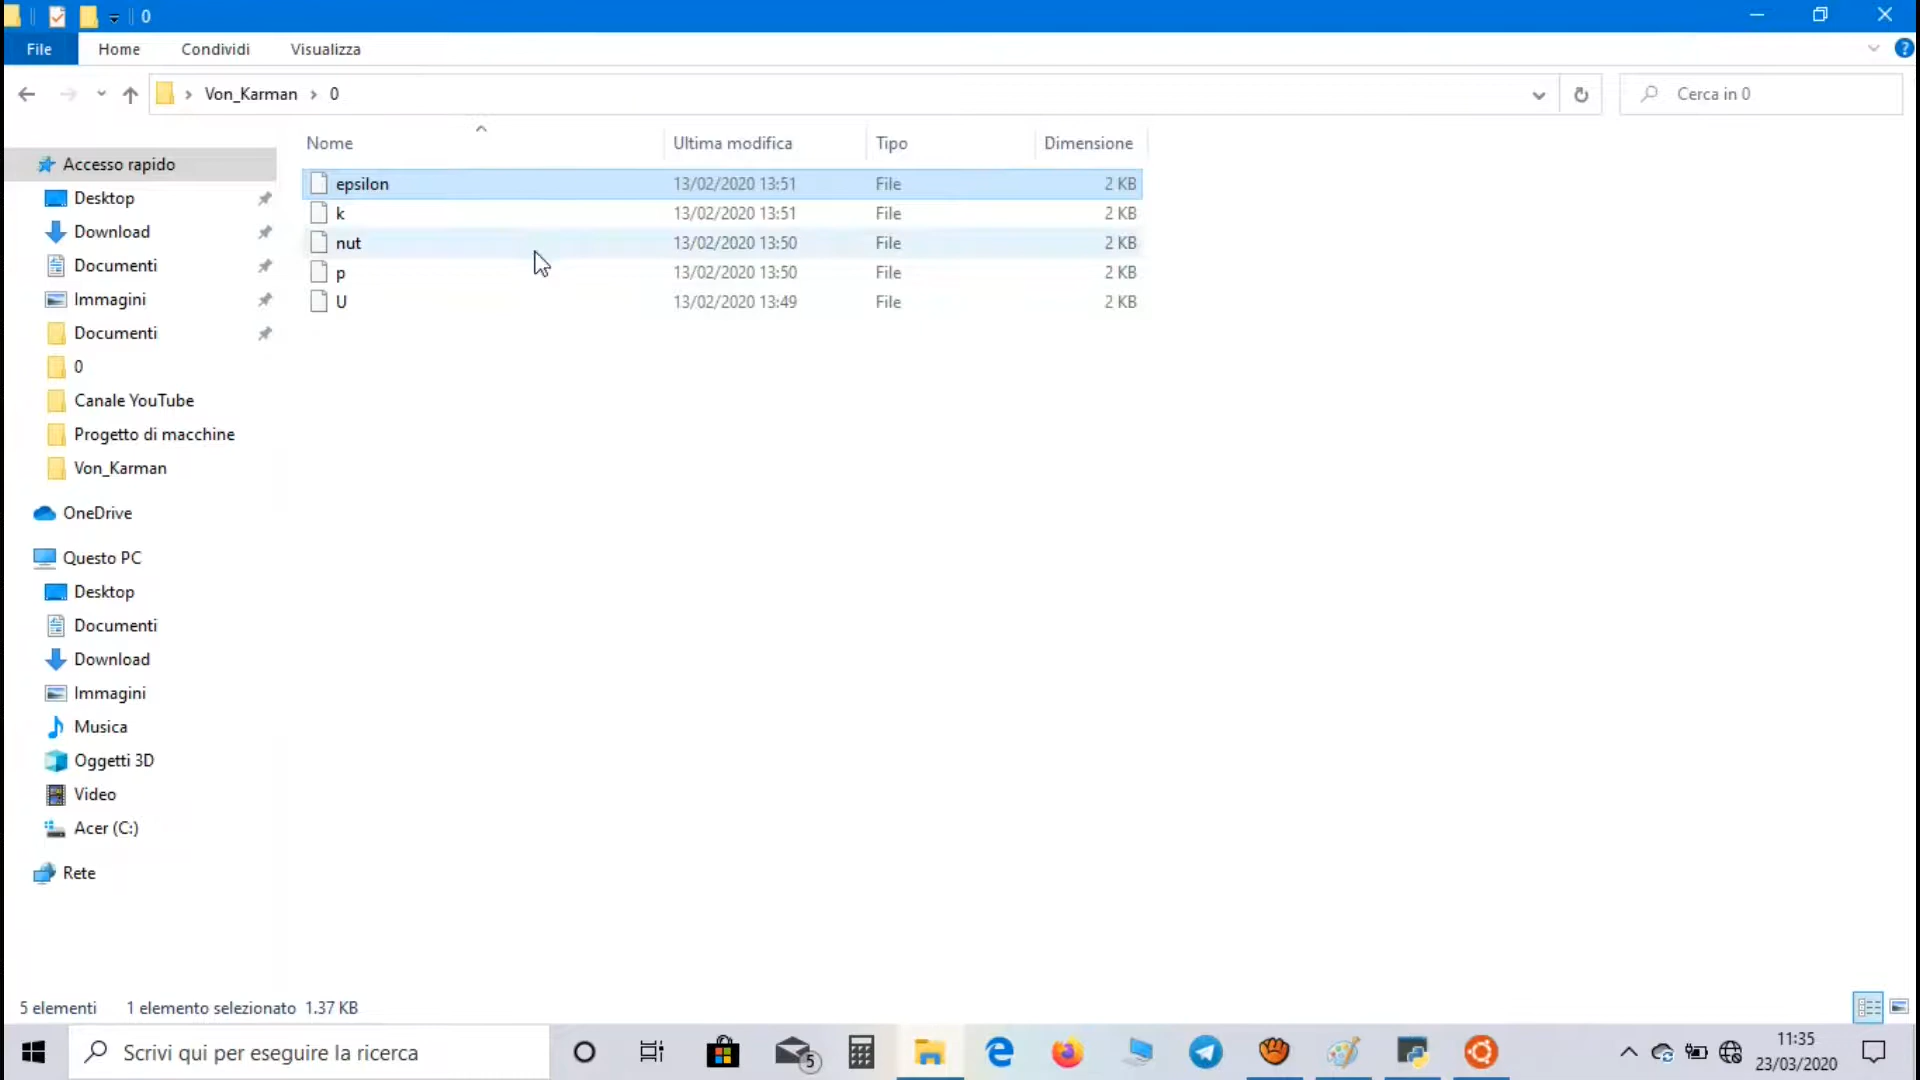 0
File Home Condividi Visualizza ?
Von_Karman 0 Cerca in 0
Nome Ultima modifica Tipo Dimensione
Accesso rapido
Desktop
Download
Documenti
Immagini
Documenti
0
Canale YouTube
Progetto di macchine
Von_Karman
OneDrive
Questo PC
Desktop
Documenti
Download
Immagini
Musica
Oggetti 3D
Video
Acer (C:)
Rete
epsilon 13/02/2020 13:51 File 2 KB
k 13/02/2020 13:51 File 2 KB
nut 13/02/2020 13:50 File 2 KB
p 13/02/2020 13:50 File 2 KB
U 13/02/2020 13:49 File 2 KB
5 elementi 1 elemento selezionato 1.37 KB
Scrivi qui per eseguire la ricerca 5 11:35
23/03/2020